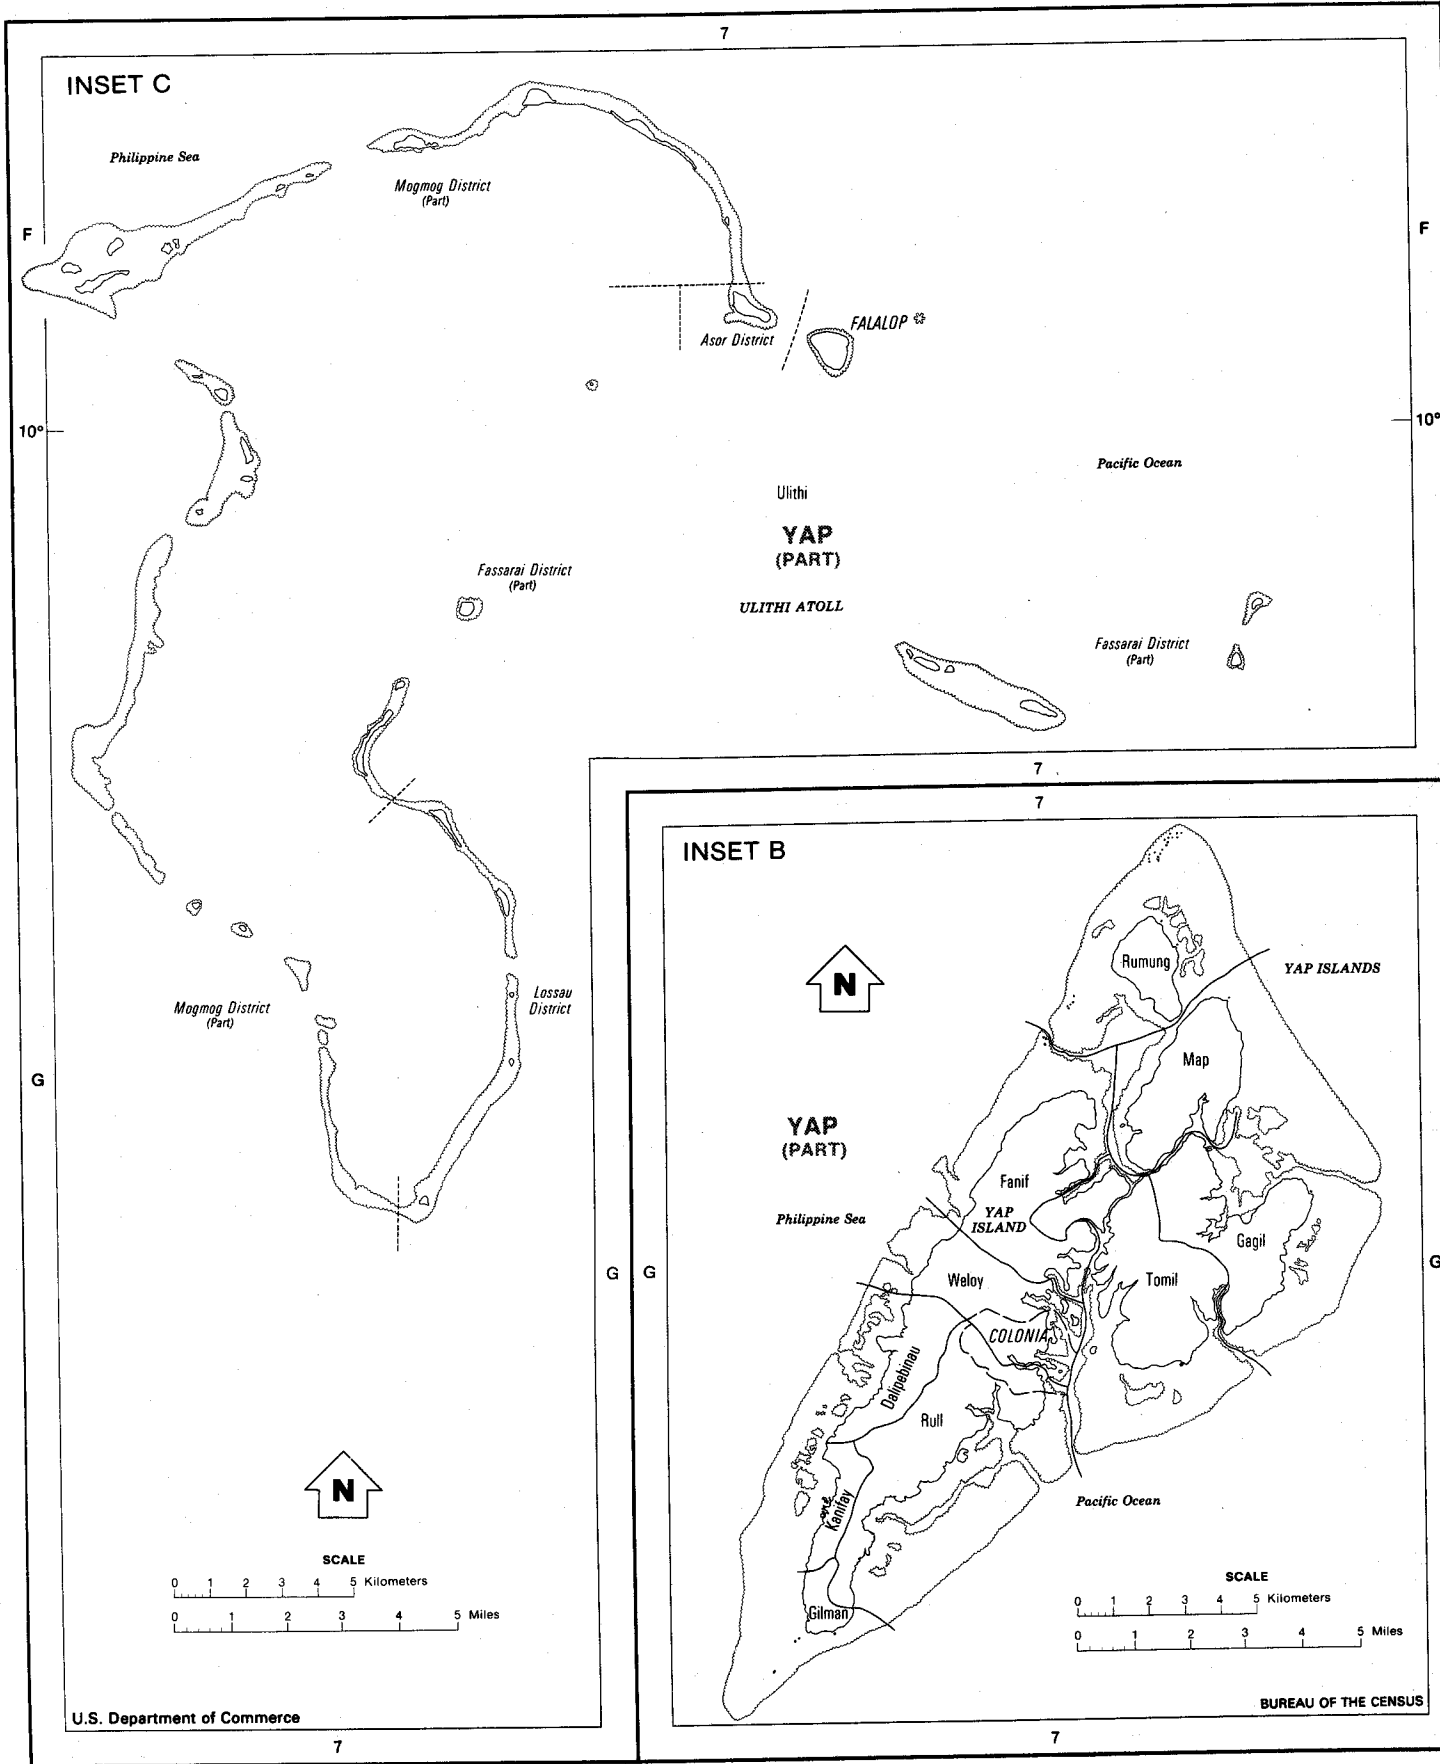 7
INSET C
Philippine Sea
Mogmog District
(Part)
F
F
FALALOP
Asor District
10°
10°
Pacific Ocean
Ulithi
YAP
(PART)
Fassarai District
(Part)
ULITHI ATOLL
Fassarai District
(Part)
7
7
INSET B
Rumung
YAP ISLANDS
Lossau
District
Mogmog District
(Part)
Map
G
YAP
(PART)
Fanif
YAP
ISLAND
Philippine Sea
Gagil
G
G
G
Weloy
Tomil
COLONIA
Dalipebinau
Rull
N
N
Kanifay
Pacific Ocean
Gilman
SCALE
0 1 2 3 4 5 Kilometers
0 1 2 3 4 5 Miles
SCALE
0 1 2 3 4 5 Kilometers
0 1 2 3 4 5 Miles
U.S. Department of Commerce
BUREAU OF THE CENSUS
7
7